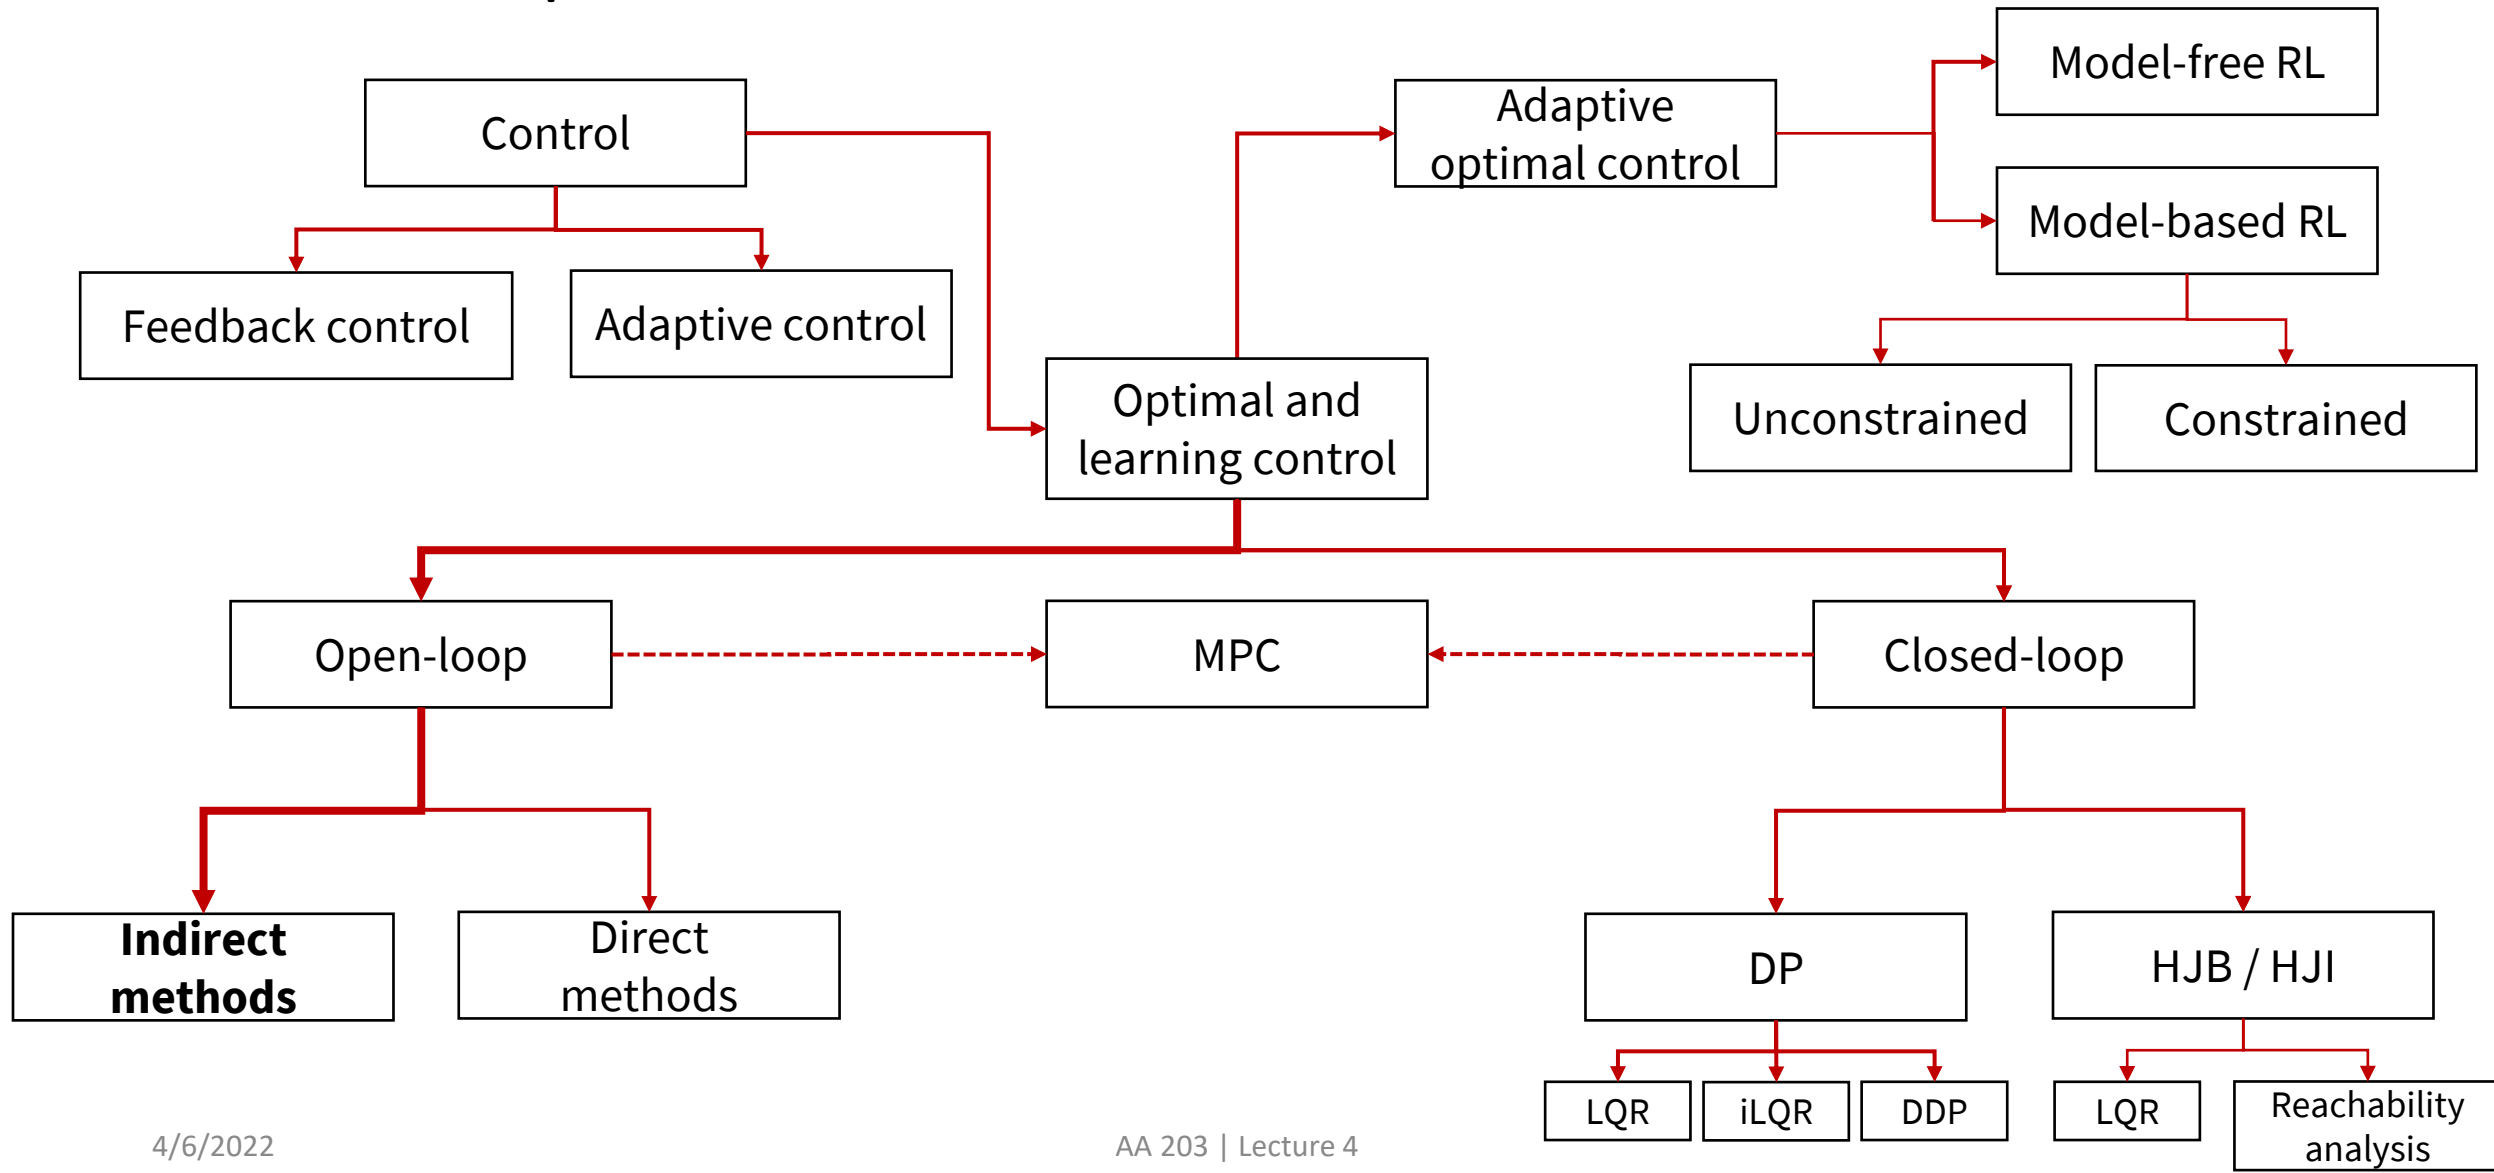 Model-free RL
Control
Adaptive
optimal control
Model-based RL
Feedback control
Adaptive control
Optimal and
learning control
Unconstrained
Constrained
Open-loop
MPC
Closed-loop
Indirect
methods
Direct
methods
DP
HJB / HJI
LQR
iLQR
DDP
LQR
Reachability
analysis
4/6/2022
AA 203 | Lecture 4